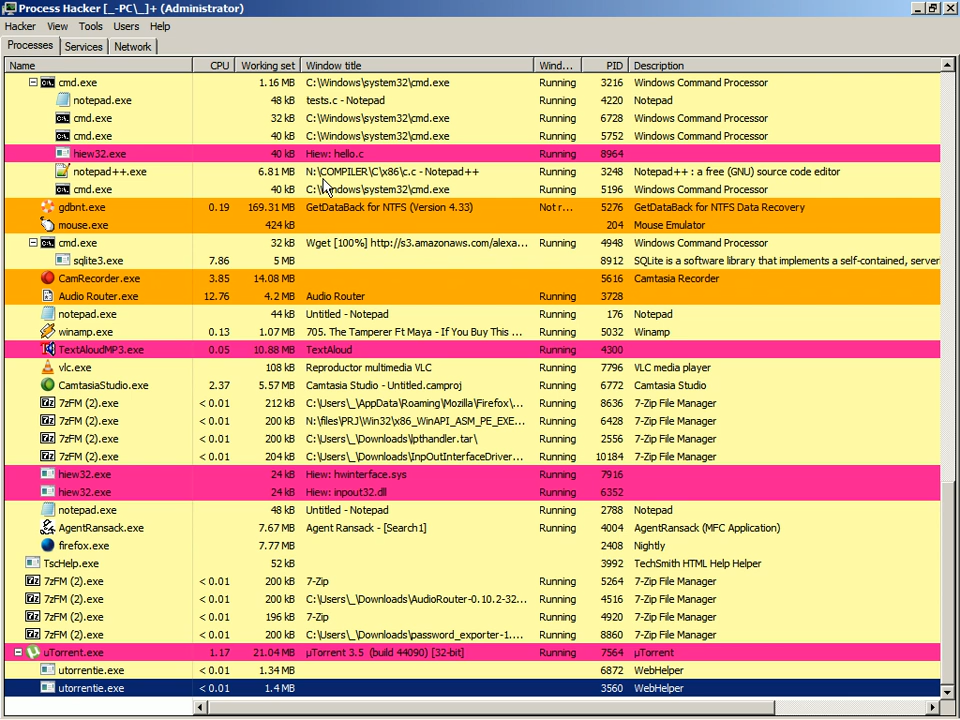 Process Hacker [_-PC\_]+ (Administrator)
Hacker View Tools Users Help
Processes Services Network
Name CPU Working set Window title Wind... PID Description
cmd.exe 1.16 MB C:\Windows\system32\cmd.exe Running 3216 Windows Command Processor
notepad.exe 48 kB tests.c - Notepad Running 4220 Notepad
cmd.exe 32 kB C:\Windows\system32\cmd.exe Running 6728 Windows Command Processor
cmd.exe 40 kB C:\Windows\system32\cmd.exe Running 5752 Windows Command Processor
hiew32.exe 40 kB Hiew: hello.c Running 8964
notepad++.exe 6.81 MB N:\COMPILER\C\x86\c.c - Notepad++ Running 3248 Notepad++ : a free (GNU) source code editor
cmd.exe 40 kB C:\Windows\system32\cmd.exe Running 5196 Windows Command Processor
gdbnt.exe 0.19 169.31 MB GetDataBack for NTFS (Version 4.33) Not r... 5276 GetDataBack for NTFS Data Recovery
mouse.exe 424 kB 204 Mouse Emulator
cmd.exe 32 kB Wget [100%] http://s3.amazonaws.com/alexa... Running 4948 Windows Command Processor
sqlite3.exe 7.86 5 MB 8912 SQLite is a software library that implements a self-contained, server
CamRecorder.exe 3.85 14.08 MB 5616 Camtasia Recorder
Audio Router.exe 12.76 4.2 MB Audio Router Running 3728
notepad.exe 44 kB Untitled - Notepad Running 176 Notepad
winamp.exe 0.13 1.07 MB 705. The Tamperer Ft Maya - If You Buy This ... Running 5032 Winamp
TextAloudMP3.exe 0.05 10.88 MB TextAloud Running 4300
vlc.exe 108 kB Reproductor multimedia VLC Running 7796 VLC media player
CamtasiaStudio.exe 2.37 5.57 MB Camtasia Studio - Untitled.camproj Running 6772 Camtasia Studio
7zFM (2).exe < 0.01 212 kB C:\Users\_\AppData\Roaming\Mozilla\Firefox\... Running 8636 7-Zip File Manager
7zFM (2).exe < 0.01 200 kB N:\files\PRJ\Win32\x86_WinAPI_ASM_PE_EXE... Running 6428 7-Zip File Manager
7zFM (2).exe < 0.01 200 kB C:\Users\_\Downloads\lpthandler.tar\ Running 2556 7-Zip File Manager
7zFM (2).exe < 0.01 204 kB C:\Users\_\Downloads\InpOutInterfaceDriver... Running 10184 7-Zip File Manager
hiew32.exe 24 kB Hiew: hwinterface.sys Running 7916
hiew32.exe 24 kB Hiew: inpout32.dll Running 6352
notepad.exe 48 kB Untitled - Notepad Running 2788 Notepad
AgentRansack.exe 7.67 MB Agent Ransack - [Search1] Running 4004 AgentRansack (MFC Application)
firefox.exe 7.77 MB 2408 Nightly
TscHelp.exe 52 kB 3992 TechSmith HTML Help Helper
7zFM (2).exe < 0.01 200 kB 7-Zip Running 5264 7-Zip File Manager
7zFM (2).exe < 0.01 200 kB C:\Users\_\Downloads\AudioRouter-0.10.2-32... Running 4516 7-Zip File Manager
7zFM (2).exe < 0.01 196 kB 7-Zip Running 4920 7-Zip File Manager
7zFM (2).exe < 0.01 200 kB C:\Users\_\Downloads\password_exporter-1.... Running 8860 7-Zip File Manager
uTorrent.exe 1.17 21.04 MB µTorrent 3.5 (build 44090) [32-bit] Running 7564 µTorrent
utorrentie.exe < 0.01 1.34 MB 6872 WebHelper
utorrentie.exe < 0.01 1.4 MB 3560 WebHelper